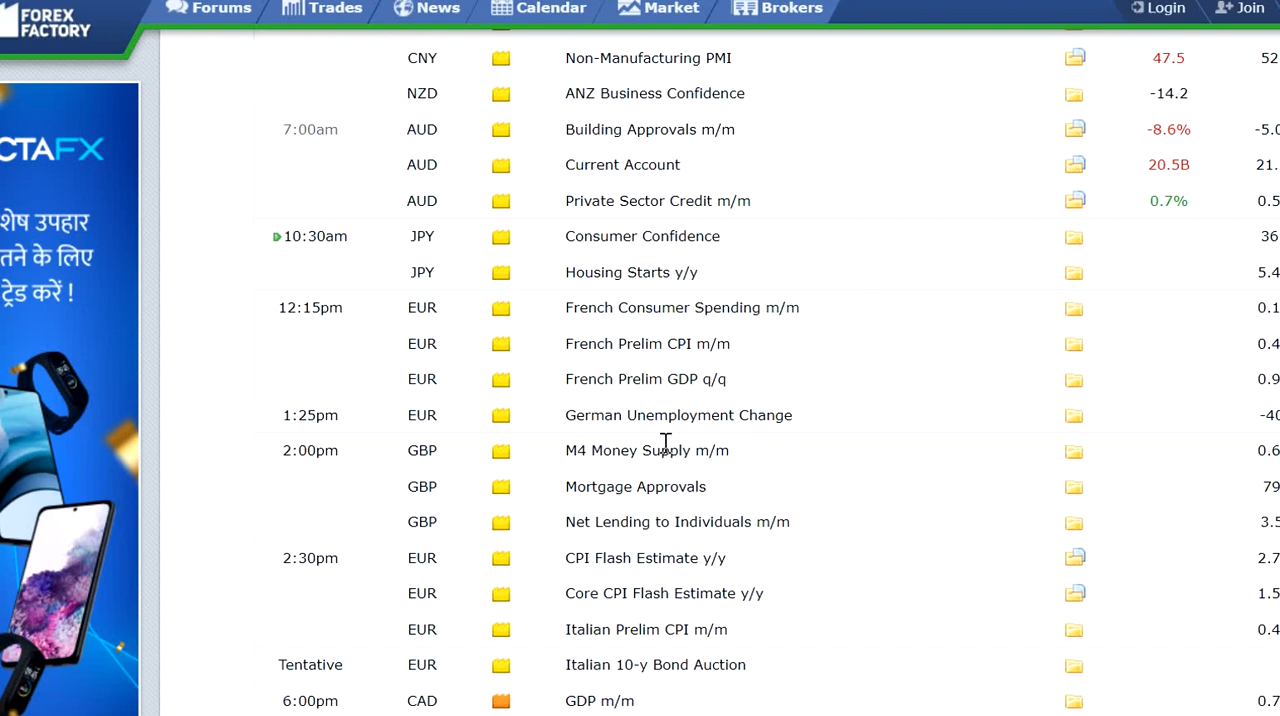 FOREX
FACTORY
Forums
Trades
News
Calendar
Market
Brokers
Login
Join
CNY Non-Manufacturing PMI 47.5 52
NZD ANZ Business Confidence -14.2
7:00am AUD Building Approvals m/m -8.6% -5.0
AUD Current Account 20.5B 21.
AUD Private Sector Credit m/m 0.7% 0.5
10:30am JPY Consumer Confidence 36
JPY Housing Starts y/y 5.4
12:15pm EUR French Consumer Spending m/m 0.1
EUR French Prelim CPI m/m 0.4
EUR French Prelim GDP q/q 0.9
1:25pm EUR German Unemployment Change -40
2:00pm GBP M4 Money Supply m/m 0.6
GBP Mortgage Approvals 79
GBP Net Lending to Individuals m/m 3.5
2:30pm EUR CPI Flash Estimate y/y 2.7
EUR Core CPI Flash Estimate y/y 1.5
EUR Italian Prelim CPI m/m 0.4
Tentative EUR Italian 10-y Bond Auction
6:00pm CAD GDP m/m 0.7
CTAFX
शेष उपहार
तने के लिए
ट्रेड करें !